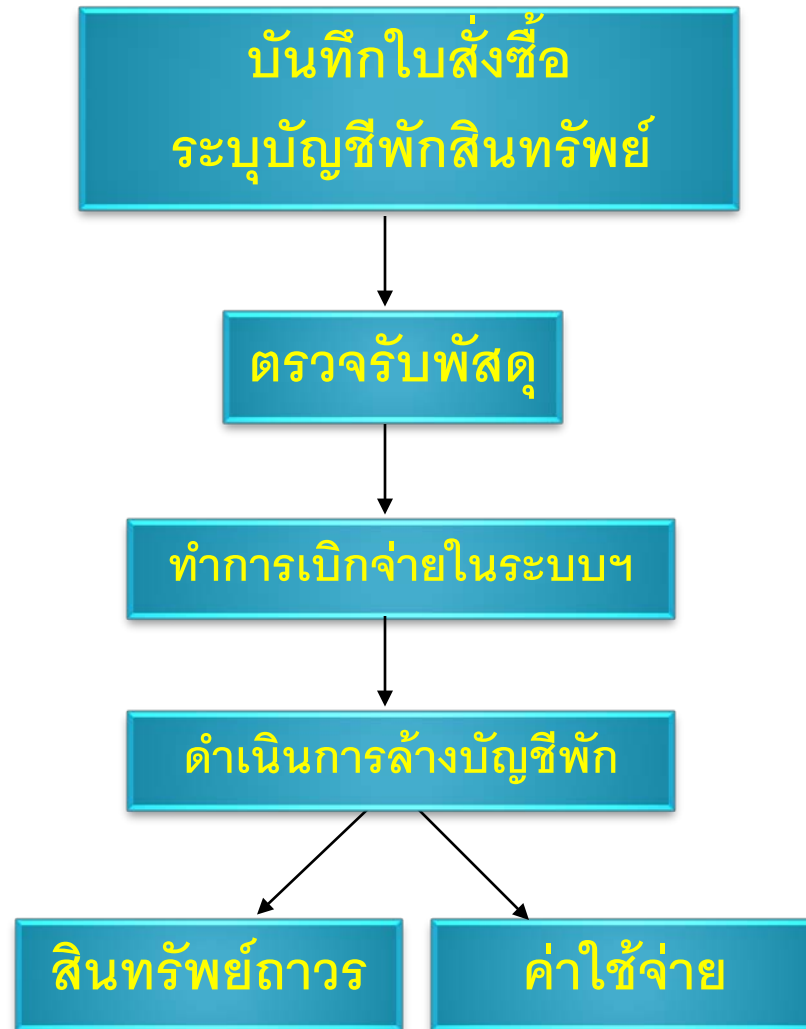 บันทึกใบสั่งซื้อ
ระบุบัญชีพักสินทรัพย์
ตรวจรับพัสดุ
ทำการเบิกจ่ายในระบบฯ
ดำเนินการล้างบัญชีพัก
สินทรัพย์ถาวร
ค่าใช้จ่าย